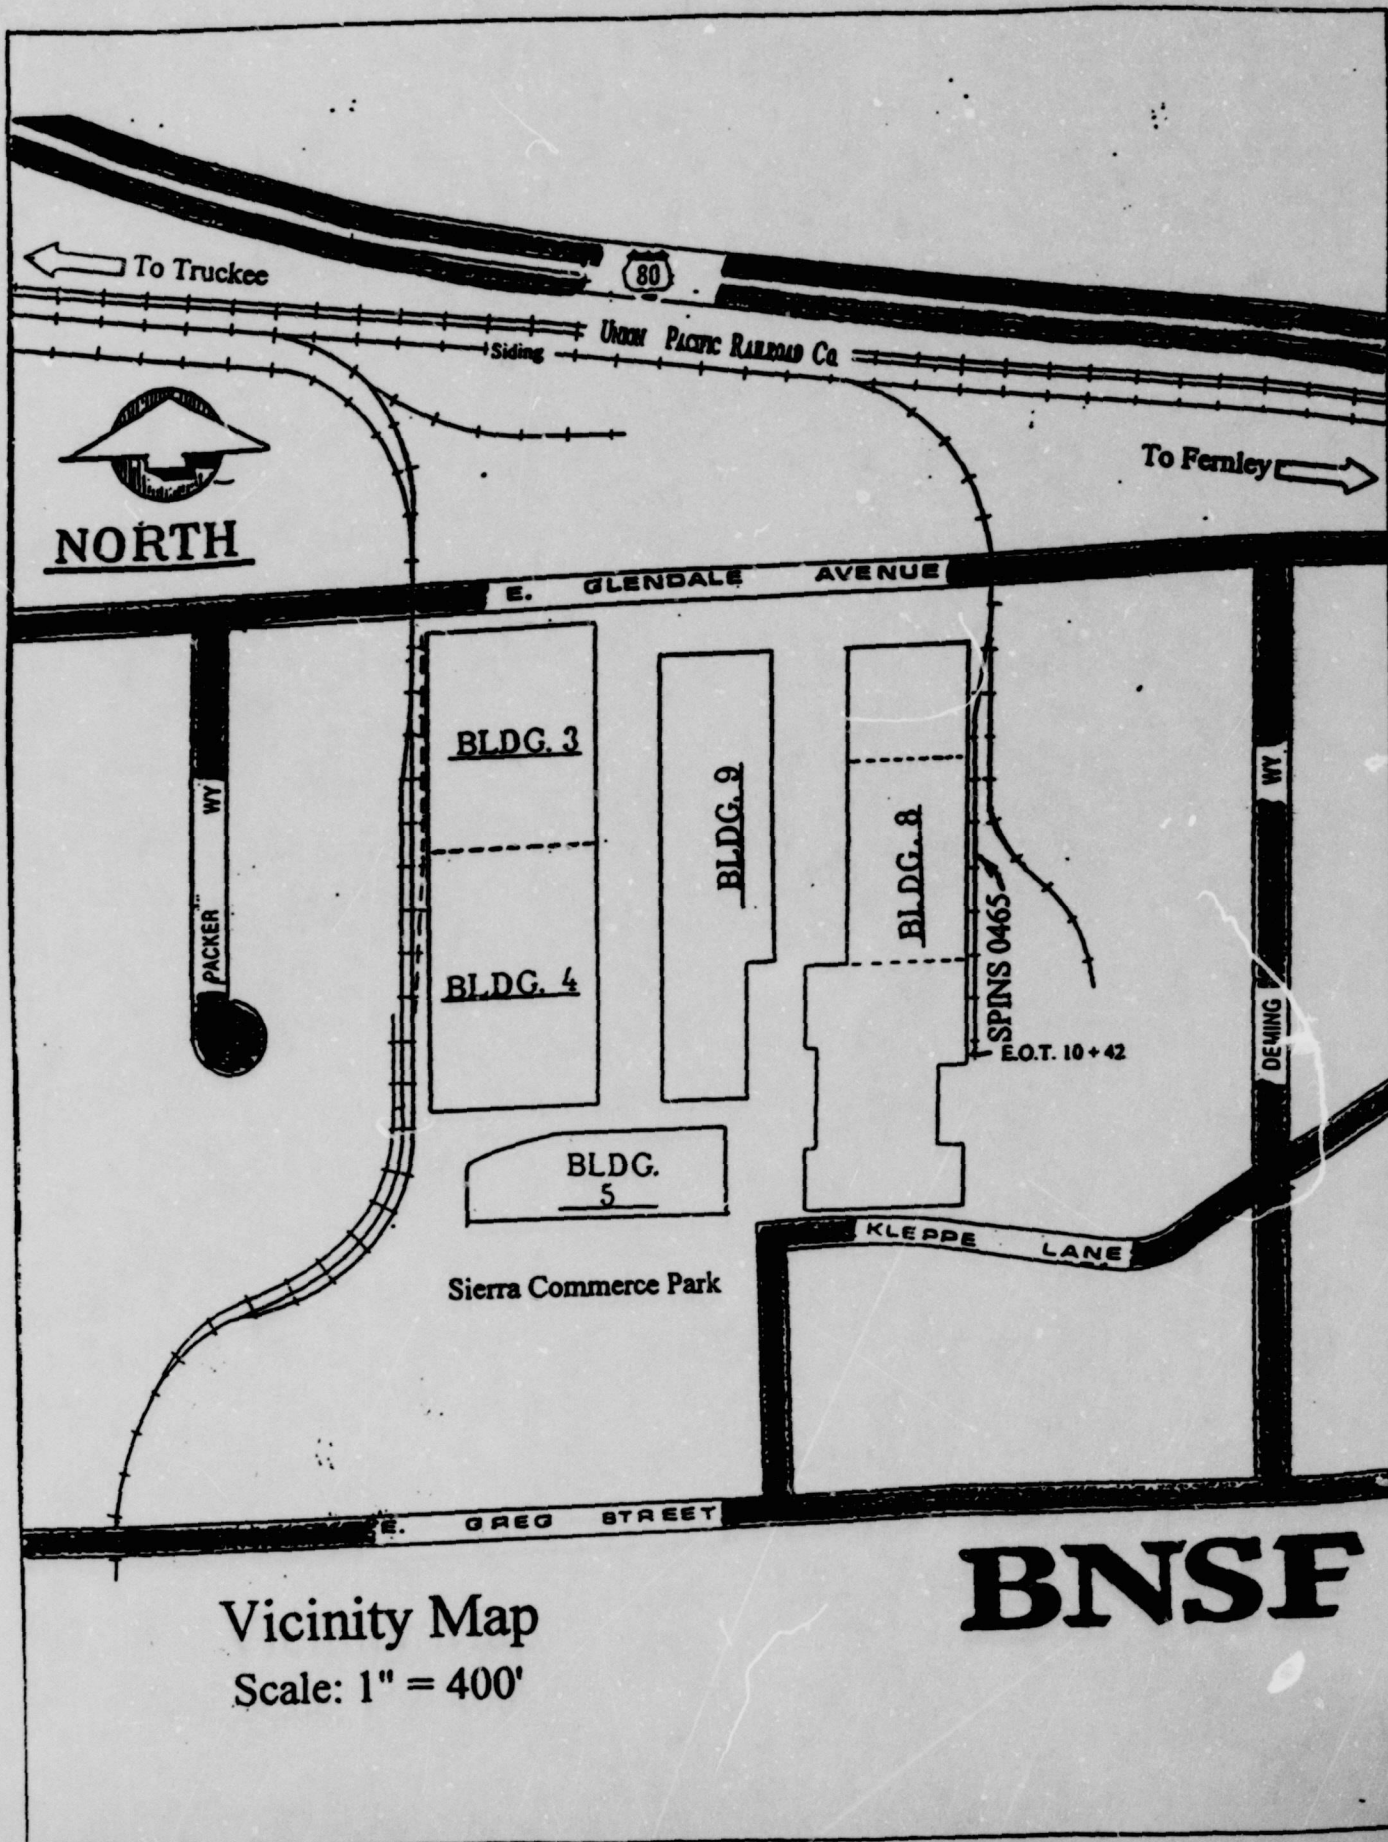 80
To Truckee
UNION PACIFIC RAILROAD CO.
Siding
To Fernley
NORTH
E. GLENDALE AVENUE
BLDG. 3
BLDG. 9
BLDG. 8
PACKER WY
DEMING WY
BLDG. 4
SPINS 0465
E.O.T. 10+42
BLDG.
5
KLEPPE LANE
Sierra Commerce Park
E. GREG STREET
BNSF
Vicinity Map
Scale: 1" = 400'